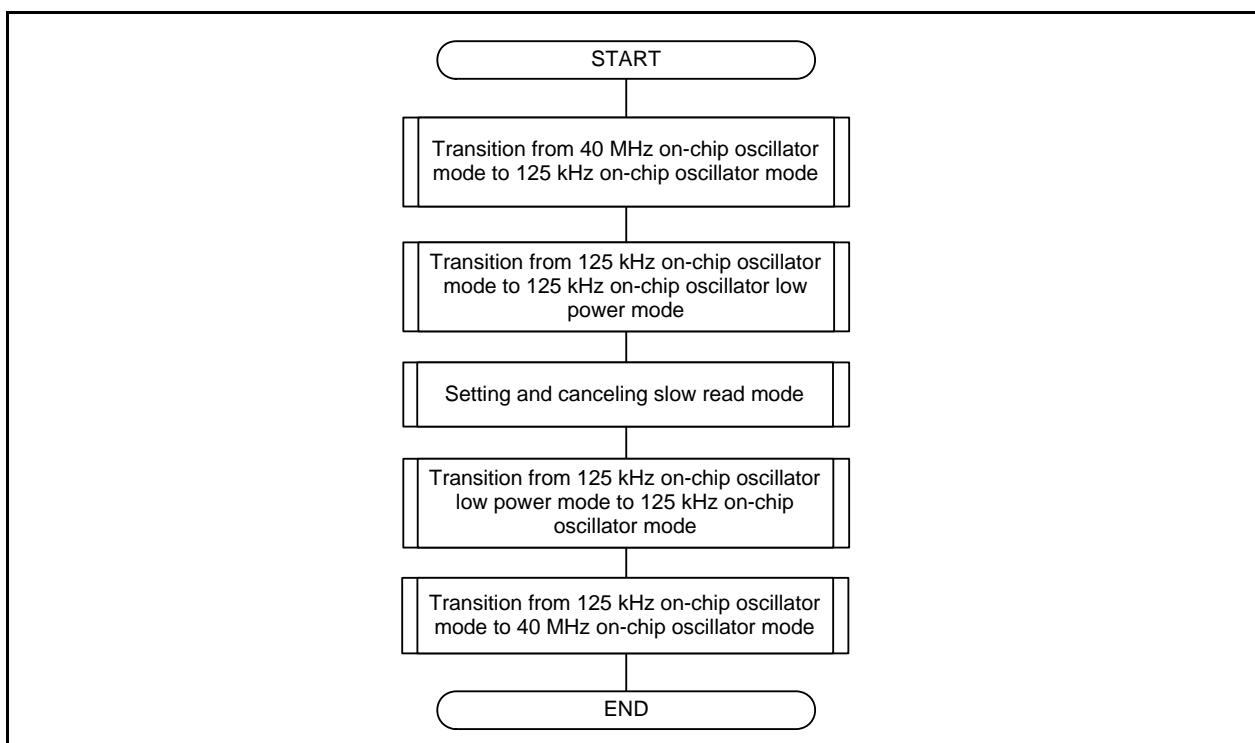 START
Transition from 40 MHz on-chip oscillator
mode to 125 kHz on-chip oscillator mode
Transition from 125 kHz on-chip oscillator
mode to 125 kHz on-chip oscillator low
power mode
Setting and canceling slow read mode
Transition from 125 kHz on-chip oscillator
low power mode to 125 kHz on-chip
oscillator mode
Transition from 125 kHz on-chip oscillator
mode to 40 MHz on-chip oscillator mode
END